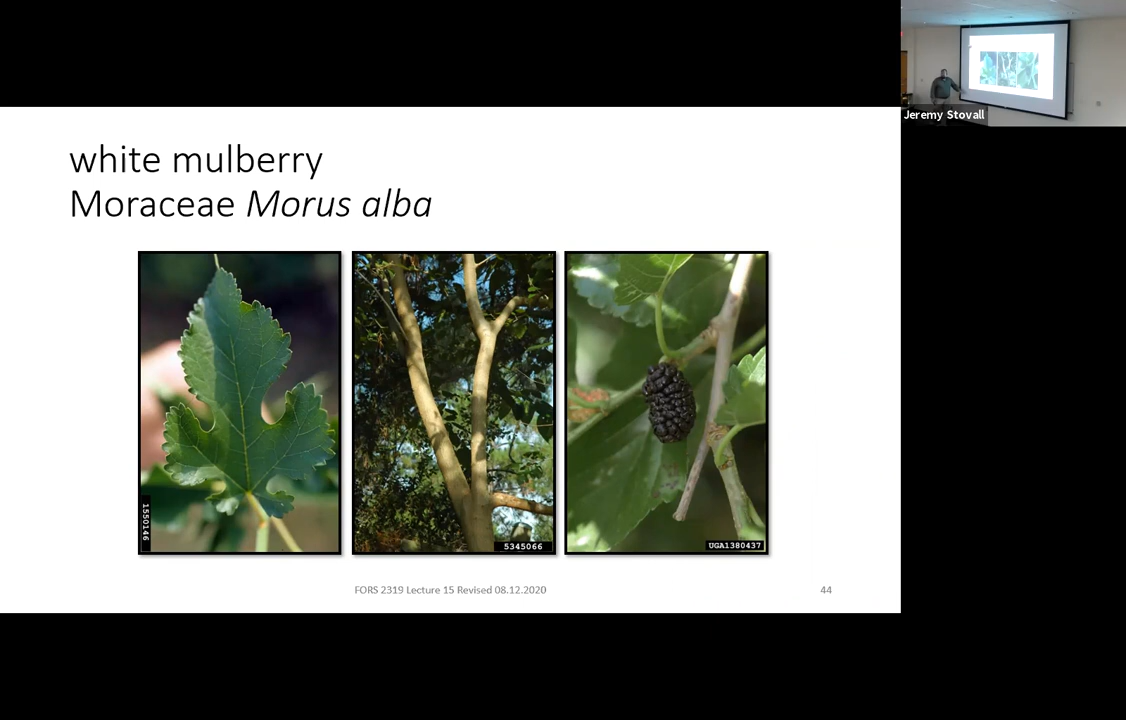 Jeremy Stovall
white mulberry
Moraceae Morus alba
1550146
5345066
UGA1380437
FORS 2319 Lecture 15 Revised 08.12.2020
44